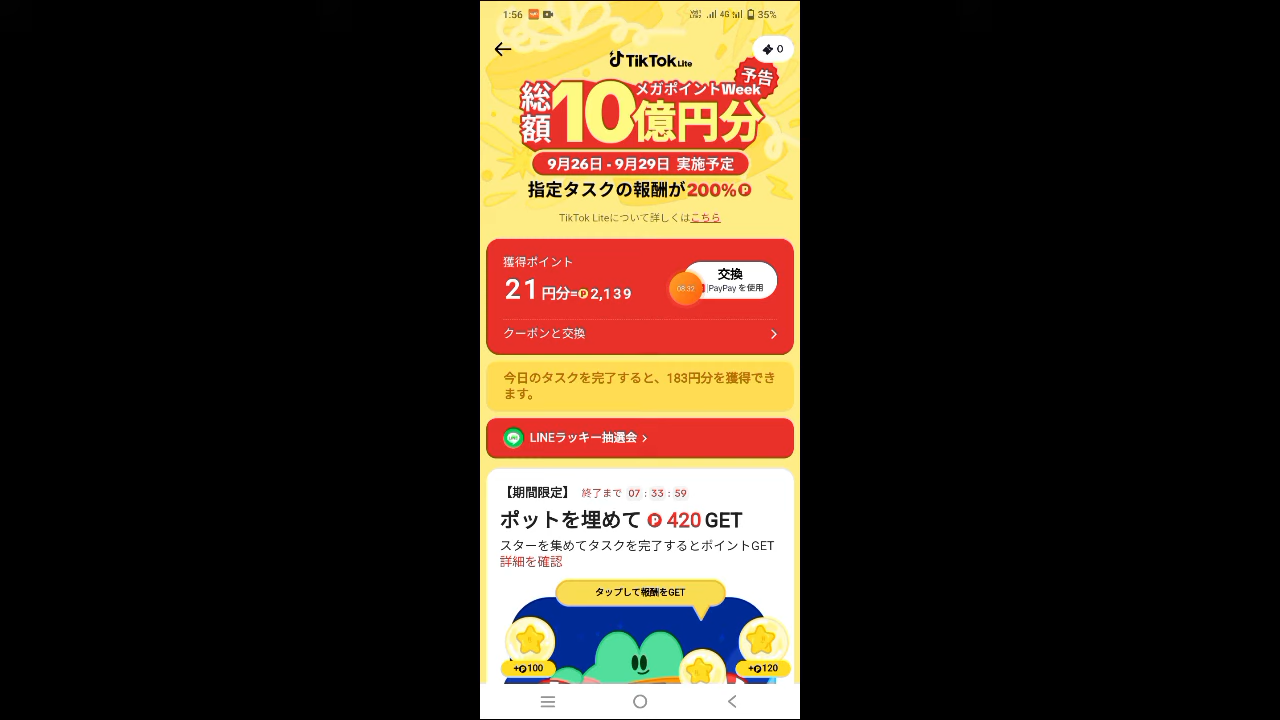 1:56
4G
35%
0
TikTok Lite
予告
メガポイントWeek
総額10億円分
9月26日 - 9月29日 実施予定
指定タスクの報酬が200%P
TikTok Liteについて詳しくはこちら
獲得ポイント
21円分=P2,139
交換
PayPay を使用
08:32
クーポンと交換
今日のタスクを完了すると、183円分を獲得でき
ます。
LINEラッキー抽選会
【期間限定】 終了まで 07 : 33 : 59
ポットを埋めて P 420 GET
スターを集めてタスクを完了するとポイントGET
詳細を確認
タップして報酬をGET
+P100
+P120